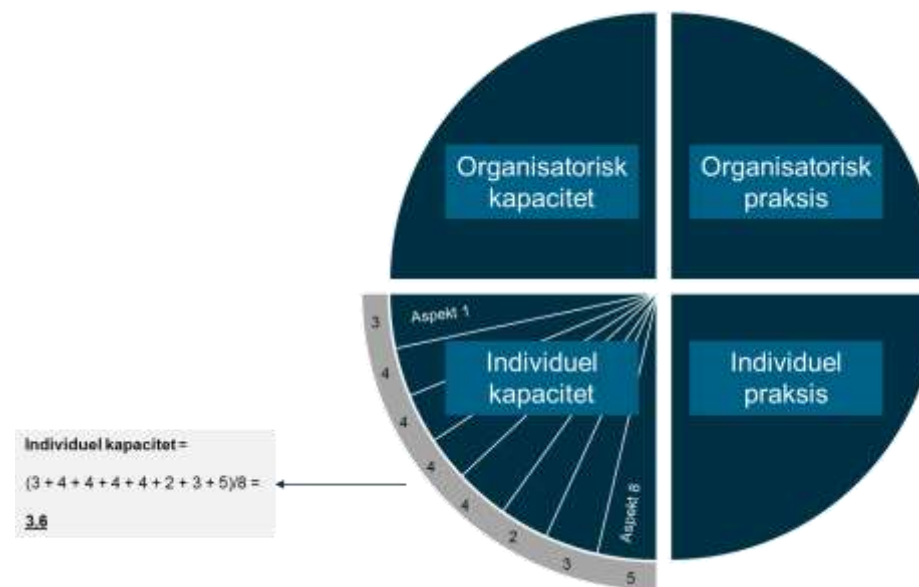 Organisatorisk
kapacitet
Organisatorisk
praksis
Aspekt 1
3
4
4
4
4
2
3
5
Individuel
kapacitet
Aspekt 8
Individuel
praksis
Individuel kapacitet =
(3 + 4 + 4 + 4 + 4 + 2 + 3 + 5)/8 =
3.6